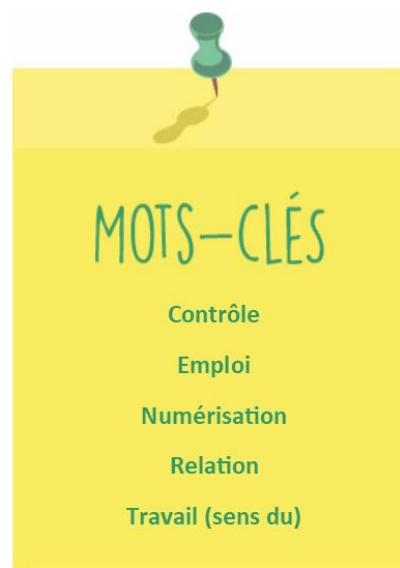 MOTS-CLÉS
Contrôle
Emploi
Numérisation
Relation
Travail (sens du)